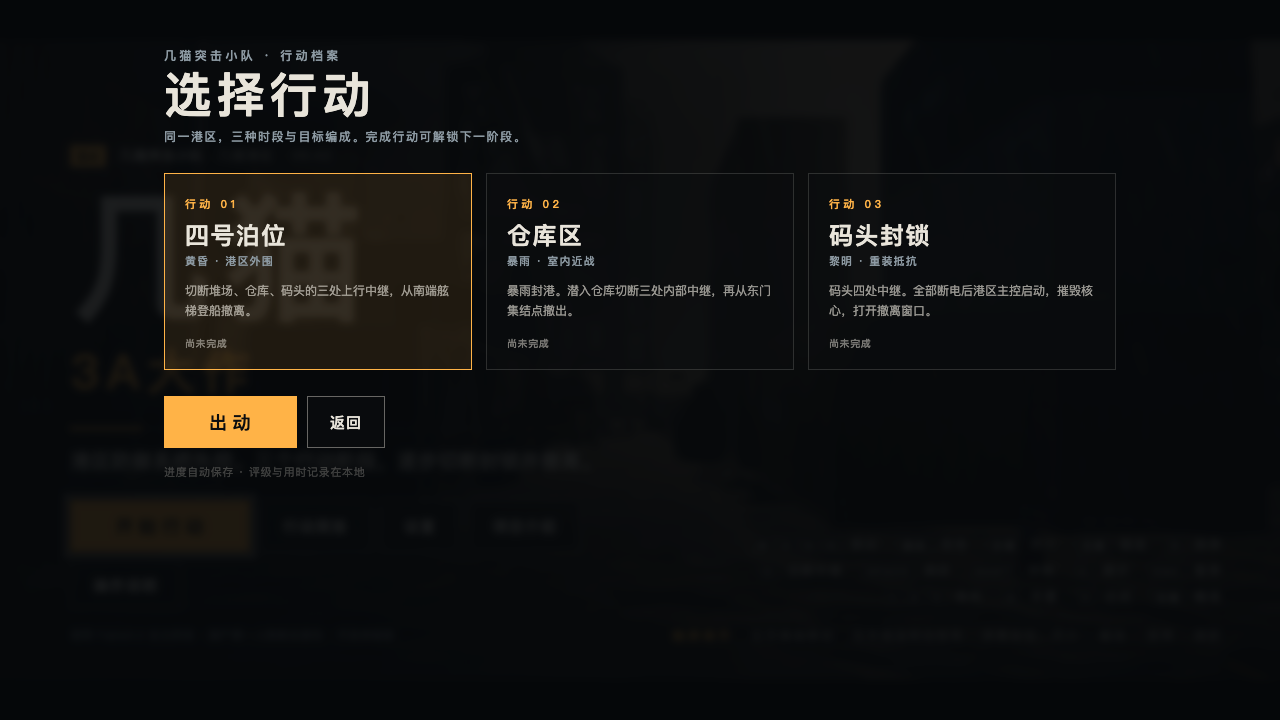 几猫突击小队 · 行动档案
选择行动
同一港区，三种时段与目标编成。完成行动可解锁下一阶段。
行动 01
四号泊位
黄昏 · 港区外围
切断堆场、仓库、码头的三处上行中继，从南端舷
梯登船撤离。
尚未完成
行动 02
仓库区
暴雨 · 室内近战
暴雨封港。潜入仓库切断三处内部中继，再从东门
集结点撤出。
尚未完成
行动 03
码头封锁
黎明 · 重装抵抗
码头四处中继。全部断电后港区主控启动，摧毁核
心，打开撤离窗口。
尚未完成
出动
返回
进度自动保存 · 评级与用时记录在本地
几猫
3A大作